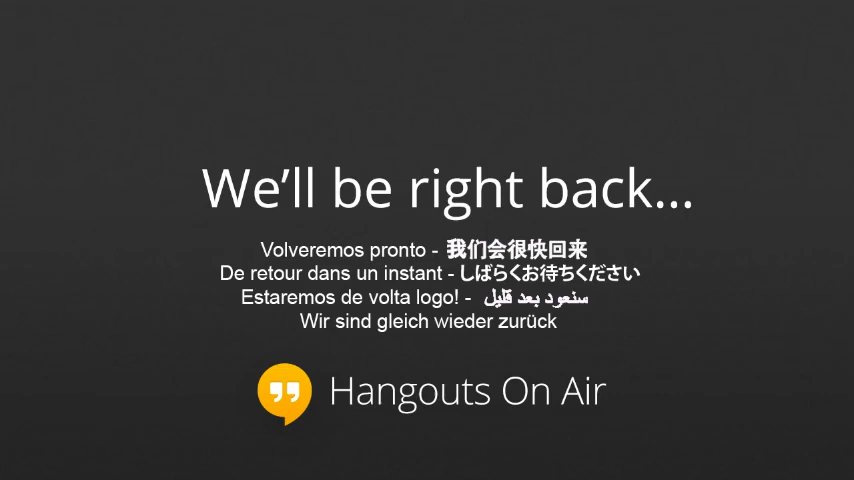 We'll be right back...
Volveremos pronto - 我们会很快回来
De retour dans un instant - しばらくお待ちください
Estaremos de volta logo! - سنعود بعد قليل
Wir sind gleich wieder zurück
Hangouts On Air